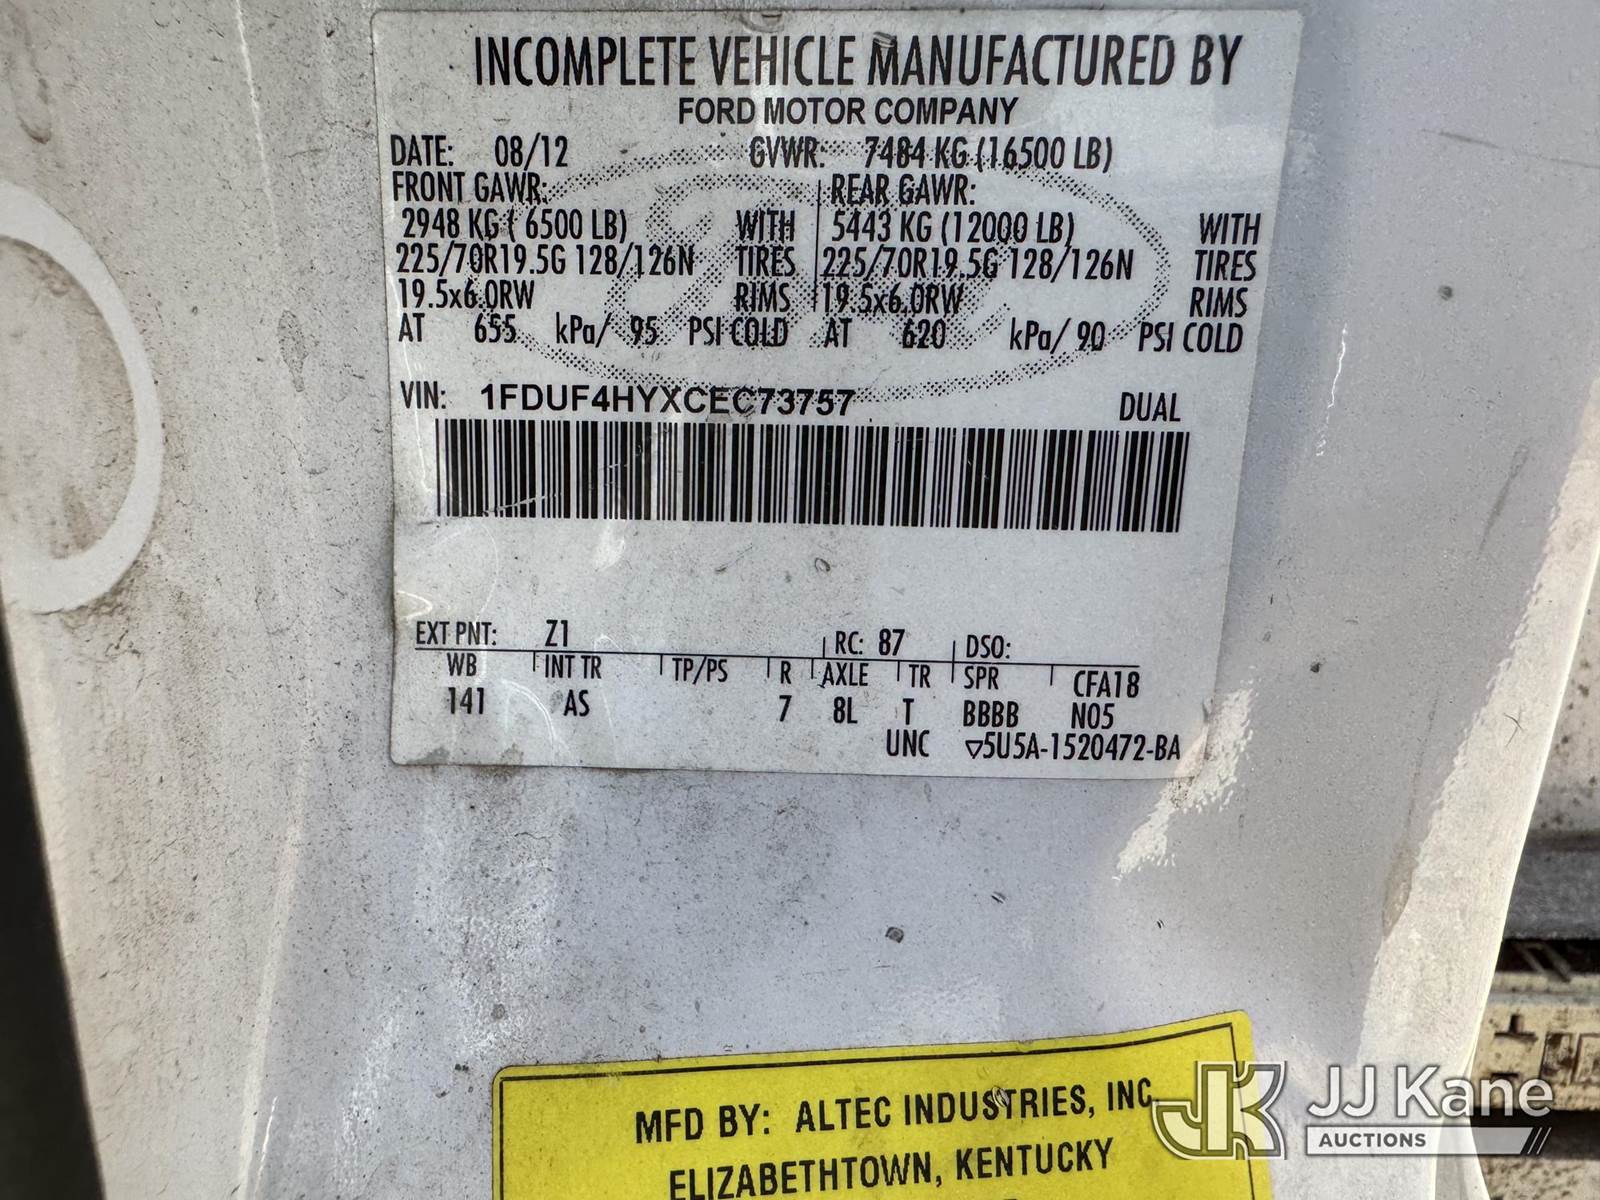 INCOMPLETE VEHICLE MANUFACTURED BY
FORD MOTOR COMPANY
DATE: 08/12 GVWR: 7484 KG (16500 LB)
FRONT GAWR: REAR GAWR:
2948 KG ( 6500 LB) WITH 5443 KG (12000 LB) WITH
225/70R19.5G 128/126N TIRES 225/70R19.5G 128/126N TIRES
19.5x6.0RW RIMS 19.5x6.0RW RIMS
AT 655 kPa/ 95 PSI COLD AT 620 kPa/ 90 PSI COLD
VIN: 1FDUF4HYXCEC73757 DUAL
EXT PNT: Z1 RC: 87 DSO:
WB INT TR TP/PS R AXLE TR SPR CFA18
141 AS 7 8L T BBBB N05
UNC ▽5U5A-1520472-BA
MFD BY: ALTEC INDUSTRIES, INC.
ELIZABETHTOWN, KENTUCKY
JK JJ Kane
AUCTIONS